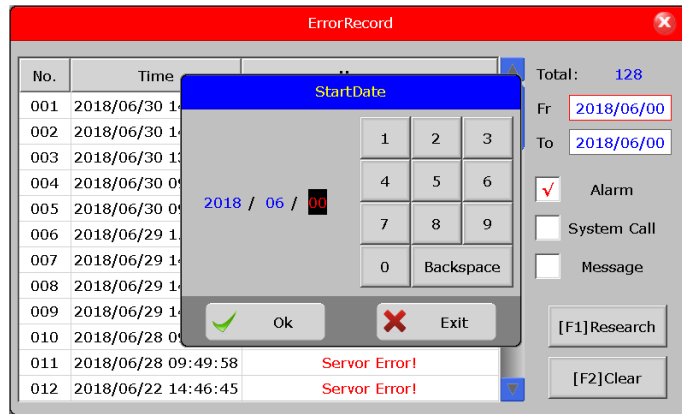 ErrorRecord
No. Time
001 2018/06/30
002 2018/06/30
003 2018/06/30
004 2018/06/30
005 2018/06/30
006 2018/06/29
007 2018/06/29
008 2018/06/29
009 2018/06/29
010 2018/06/28
011 2018/06/28 09:49:58 Servor Error!
012 2018/06/22 14:46:45 Servor Error!
StartDate
2018 / 06 / 00
1 2 3
4 5 6
7 8 9
0 Backspace
Ok Exit
Total: 128
Fr 2018/06/00
To 2018/06/00
√ Alarm
System Call
Message
[F1]Research
[F2]Clear